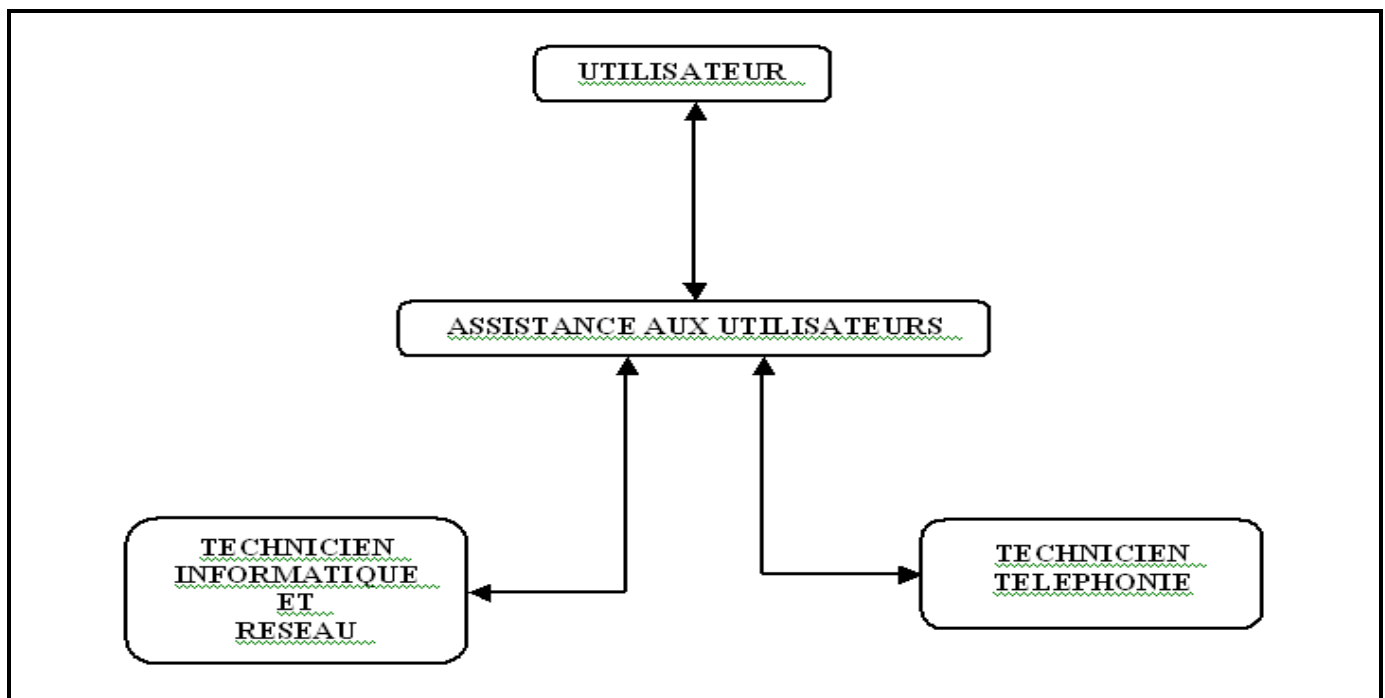 UTILISATEUR
ASSISTANCE AUX UTILISATEURS
TECHNICIEN
INFORMATIQUE
ET
RESEAU
TECHNICIEN
TELEPHONIE